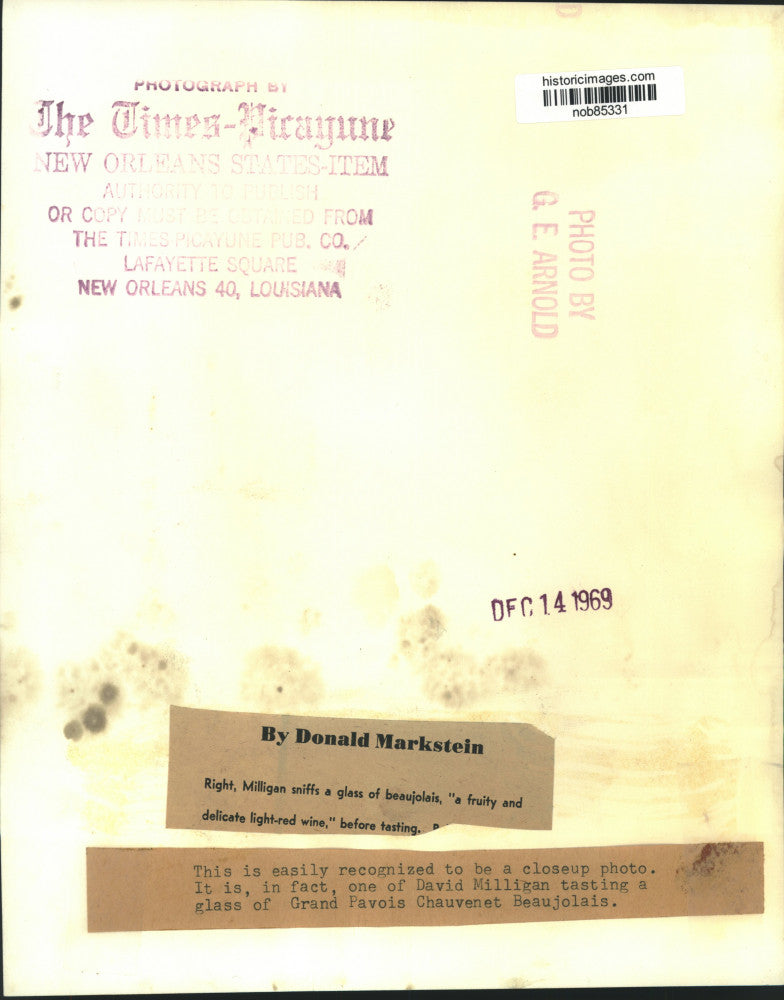 PHOTOGRAPH BY
The Times-Picayune
NEW ORLEANS STATES-ITEM
AUTHORITY TO PUBLISH
OR COPY MUST BE OBTAINED FROM
THE TIMES-PICAYUNE PUB. CO.
LAFAYETTE SQUARE
NEW ORLEANS 40, LOUISIANA
historicimages.com
nob85331
PHOTO BY
G. E. ARNOLD
DEC 14 1969
By Donald Markstein
Right, Milligan sniffs a glass of beaujolais, "a fruity and
delicate light-red wine," before tasting.
This is easily recognized to be a closeup photo.
It is, in fact, one of David Milligan tasting a
glass of Grand Pavois Chauvenet Beaujolais.